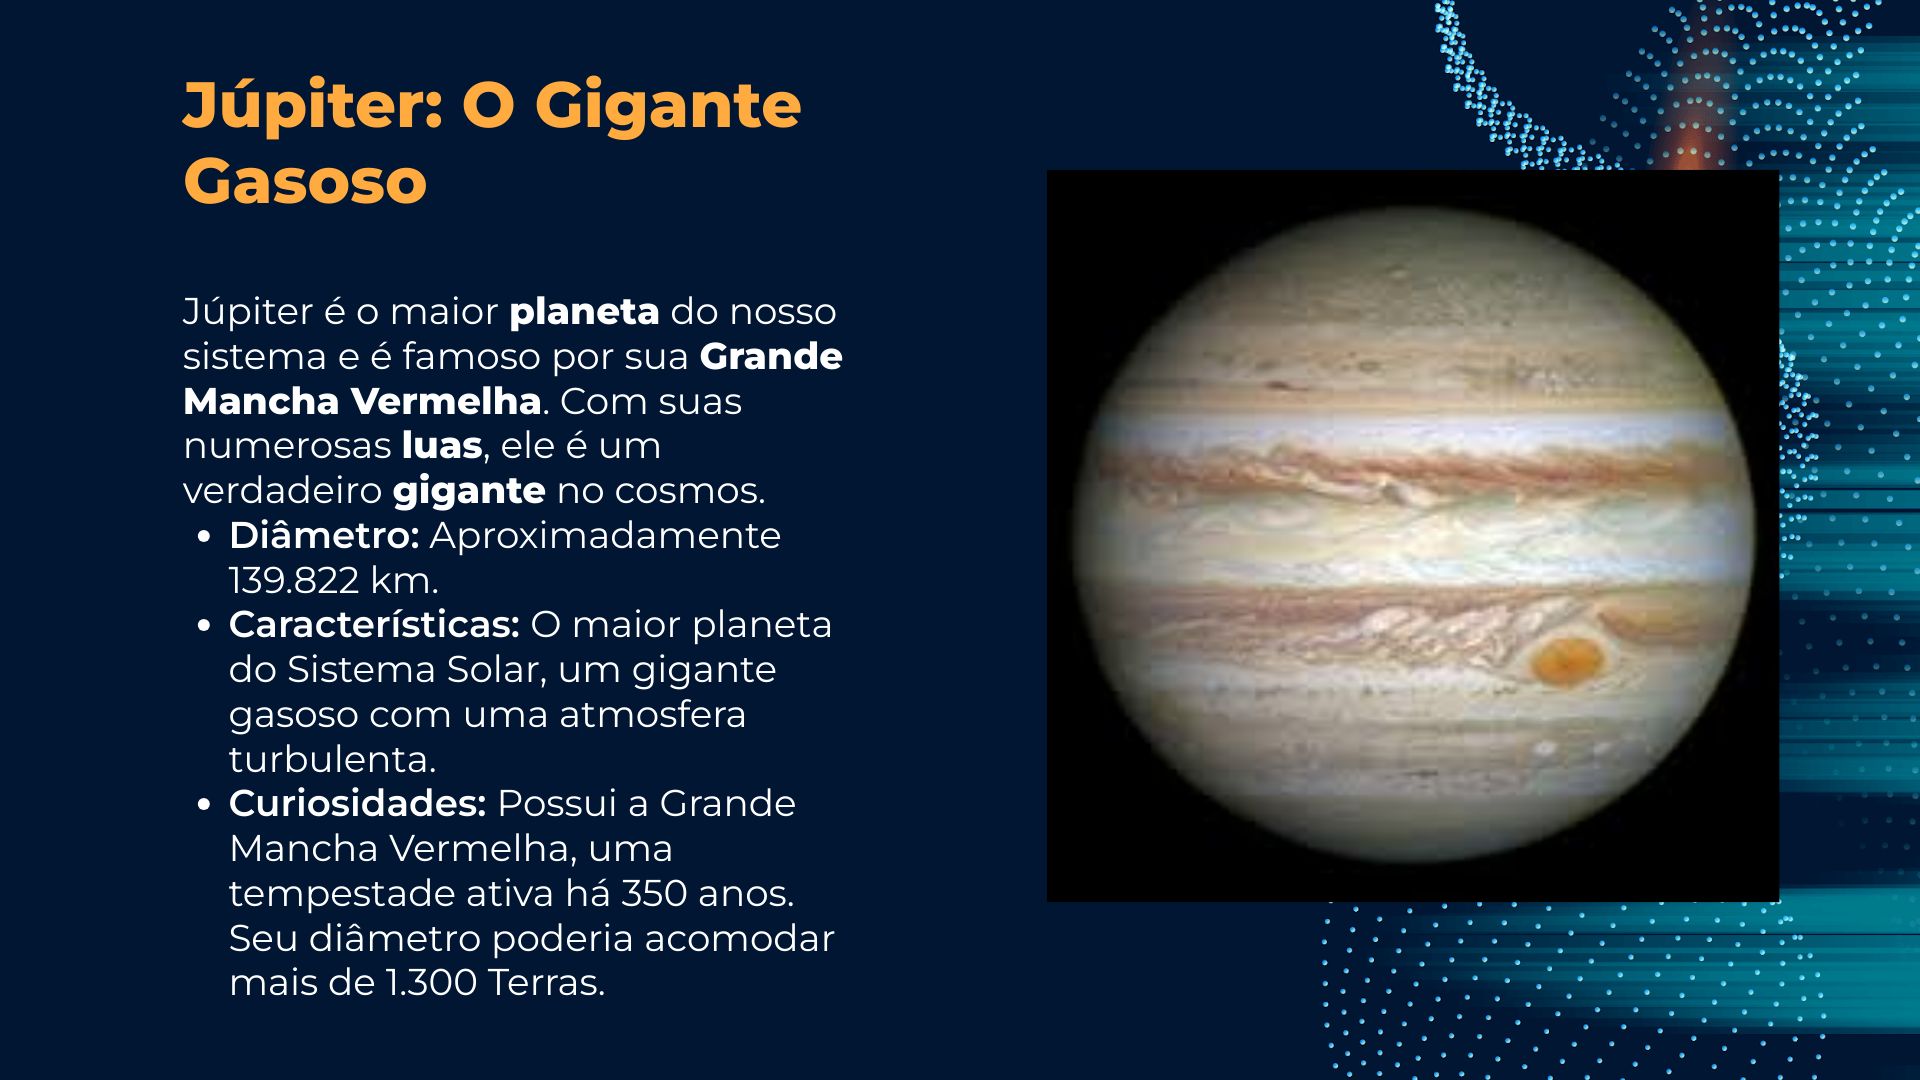 Júpiter: O Gigante
Gasoso
Júpiter é o maior planeta do nosso
sistema e é famoso por sua Grande
Mancha Vermelha. Com suas
numerosas luas, ele é um
verdadeiro gigante no cosmos.
• Diâmetro: Aproximadamente
139.822 km.
• Características: O maior planeta
do Sistema Solar, um gigante
gasoso com uma atmosfera
turbulenta.
• Curiosidades: Possui a Grande
Mancha Vermelha, uma
tempestade ativa há 350 anos.
Seu diâmetro poderia acomodar
mais de 1.300 Terras.